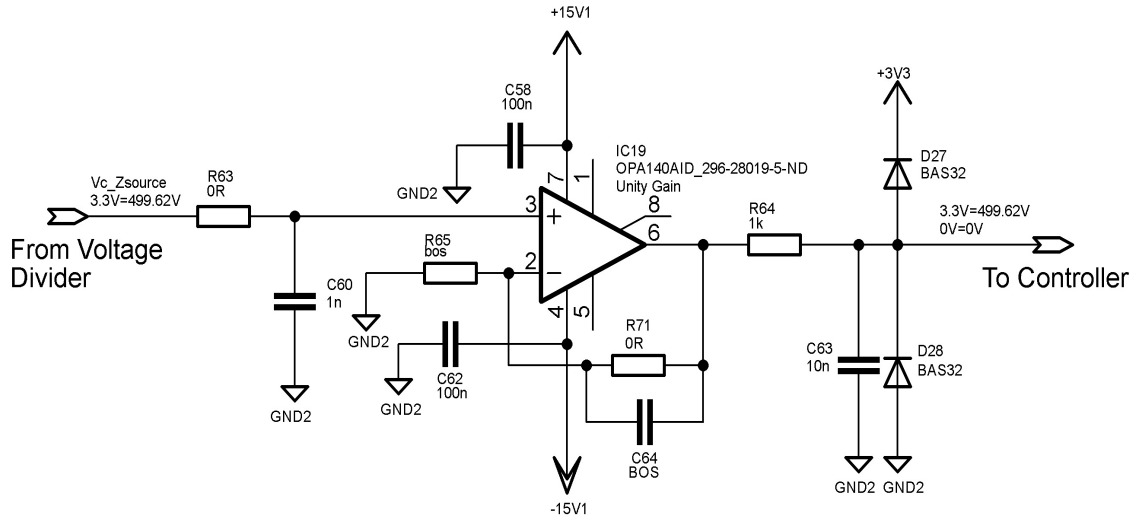 +15V1
C58
100n
+3V3
IC19
OPA140AID_296-28019-5-ND
Unity Gain
D27
BAS32
Vc_Zsource
3.3V=499.62V
R63
0R
GND2
7
1
8
3
+
6
R64
1k
3.3V=499.62V
0V=0V
From Voltage
Divider
R65
bos
2
−
To Controller
C60
1n
4
5
GND2
R71
0R
C62
100n
GND2
GND2
C63
10n
D28
BAS32
C64
BOS
GND2
GND2
-15V1